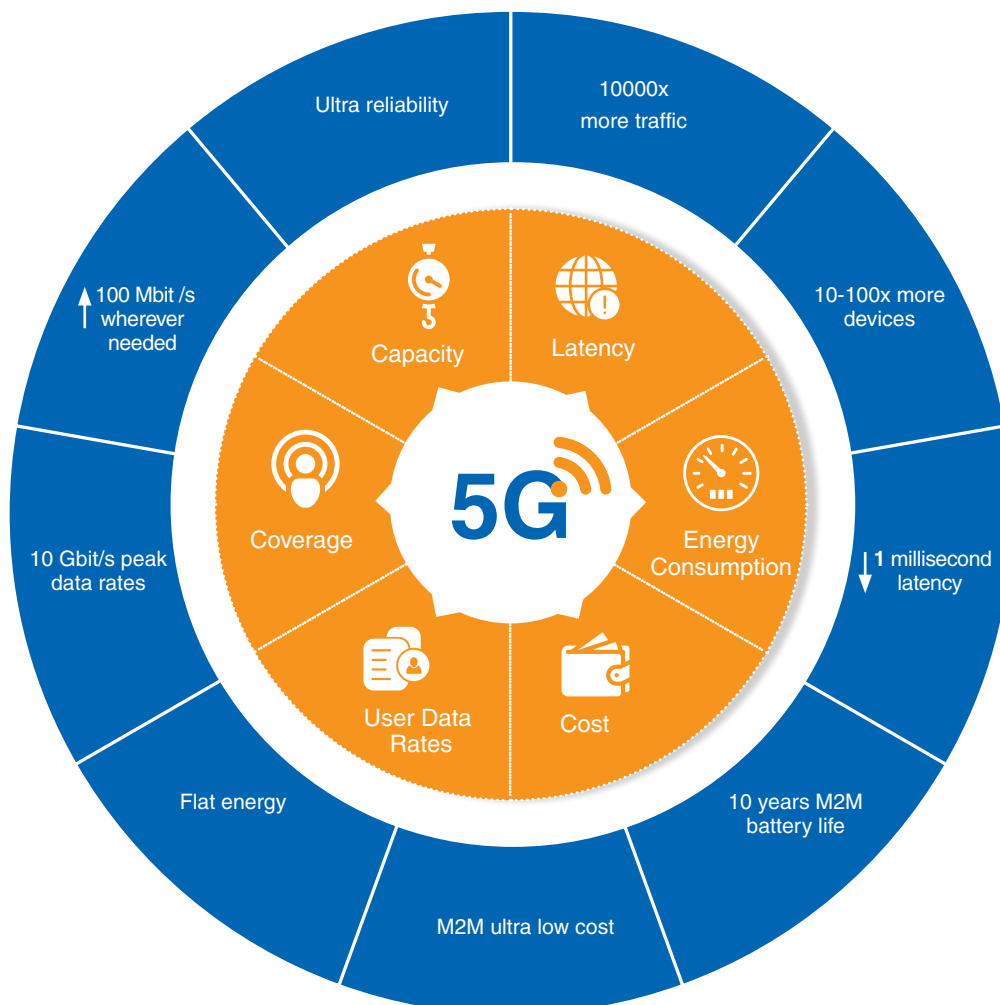 Ultra reliability
10000x
more traffic
10-100x more
devices
1 millisecond
latency
10 years M2M
battery life
M2M ultra low cost
Flat energy
10 Gbit/s peak
data rates
100 Mbit /s
wherever
needed
Capacity
Latency
Energy
Consumption
Cost
User Data
Rates
Coverage
5G
!